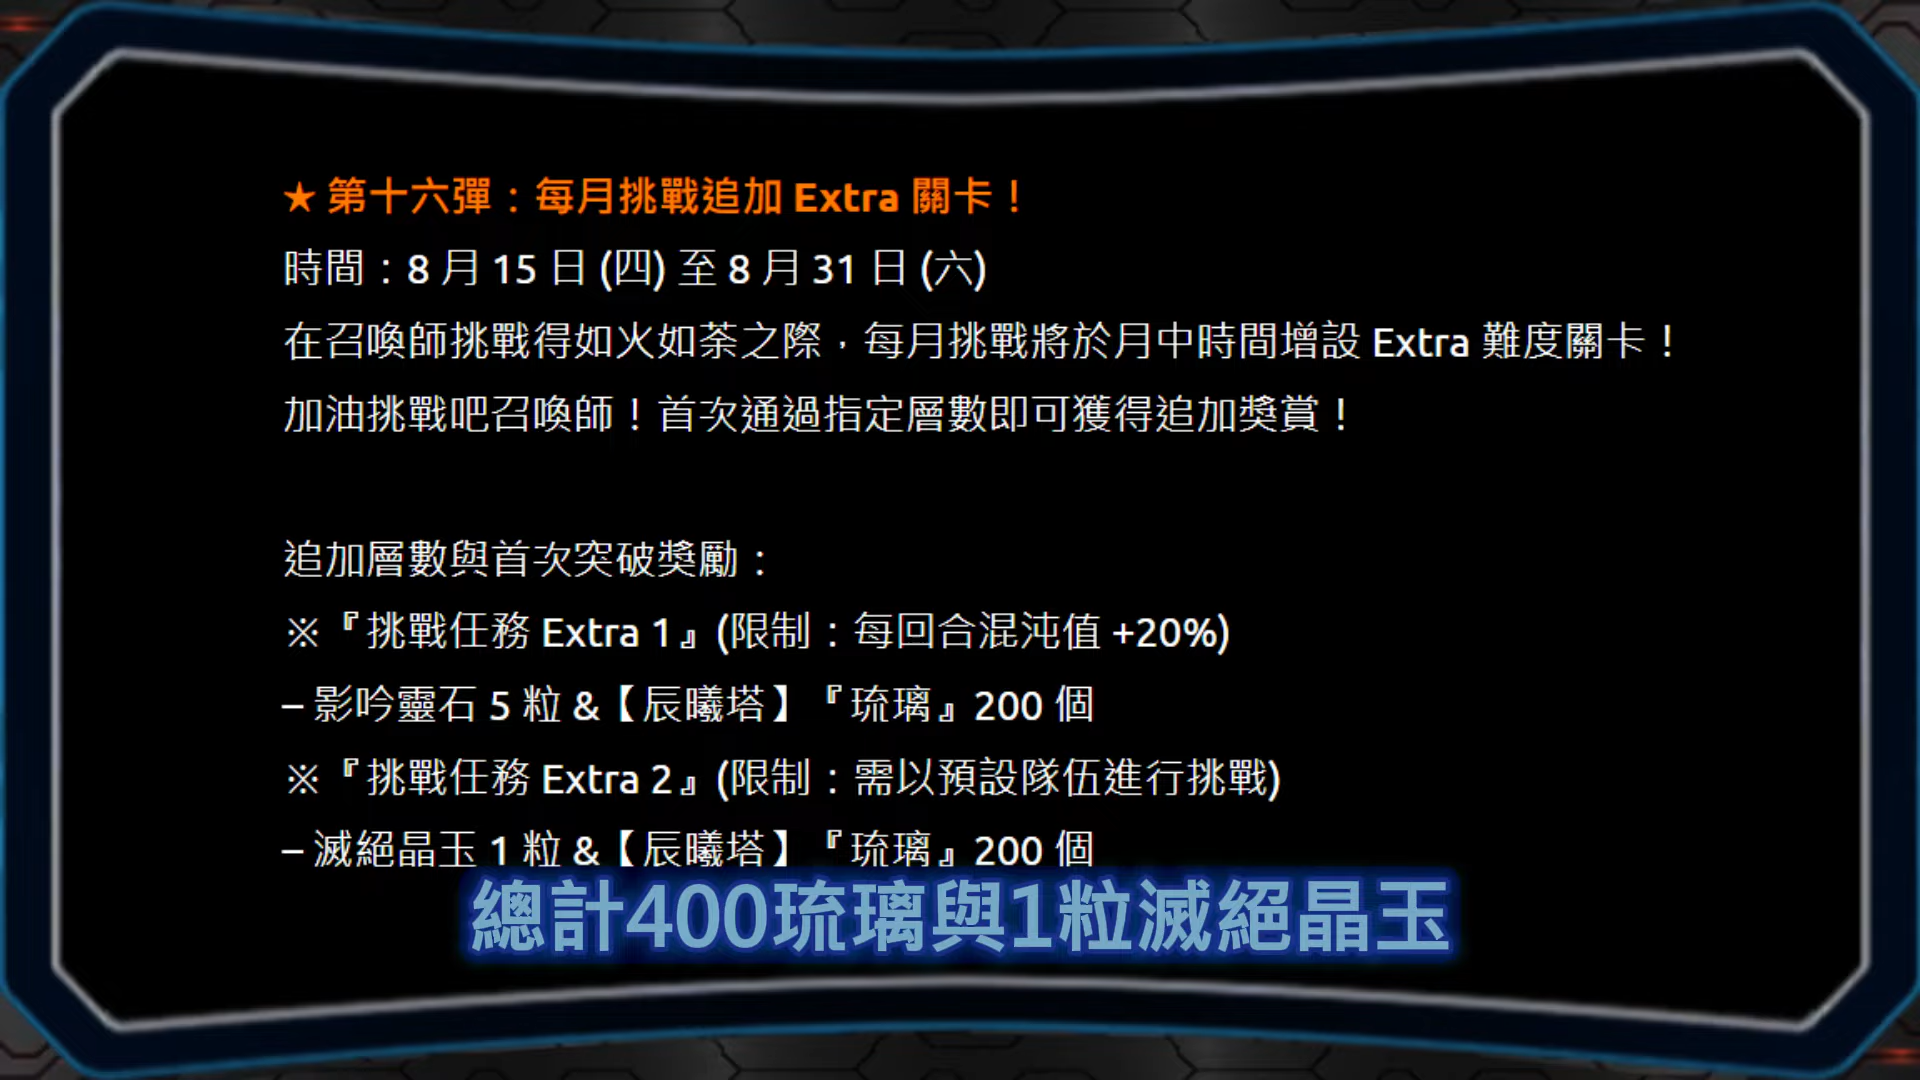 ★ 第十六彈：每月挑戰追加 Extra 關卡！
時間：8 月 15 日 (四) 至 8 月 31 日 (六)
在召喚師挑戰得如火如荼之際，每月挑戰將於月中時間增設 Extra 難度關卡！
加油挑戰吧召喚師！首次通過指定層數即可獲得追加獎賞！
追加層數與首次突破獎勵：
※『挑戰任務 Extra 1』(限制：每回合混沌值 +20%)
– 影吟靈石 5 粒 &【辰曦塔】『琉璃』200 個
※『挑戰任務 Extra 2』(限制：需以預設隊伍進行挑戰)
– 滅絕晶玉 1 粒 &【辰曦塔】『琉璃』200 個
總計400琉璃與1粒滅絕晶玉